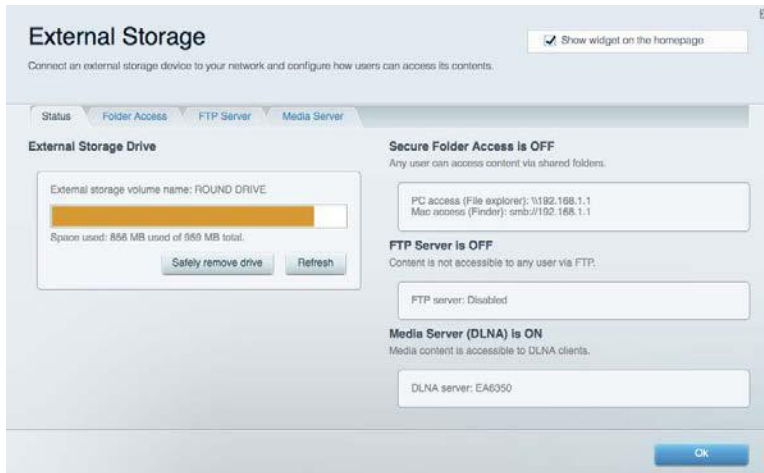 External Storage
Show widget on the homepage
Connect an external storage device to your network and configure how users can access its contents.
Status
Folder Access
FTP Server
Media Server
External Storage Drive
External storage volume name: ROUND DRIVE
Space used: 856 MB used of 969 MB total.
Safely remove drive
Refresh
Secure Folder Access is OFF
Any user can access content via shared folders.
PC access (File explorer): \\192.168.1.1
Mac access (Finder): smb://192.168.1.1
FTP Server is OFF
Content is not accessible to any user via FTP.
FTP server: Disabled
Media Server (DLNA) is ON
Media content is accessible to DLNA clients.
DLNA server: EA6350
Ok